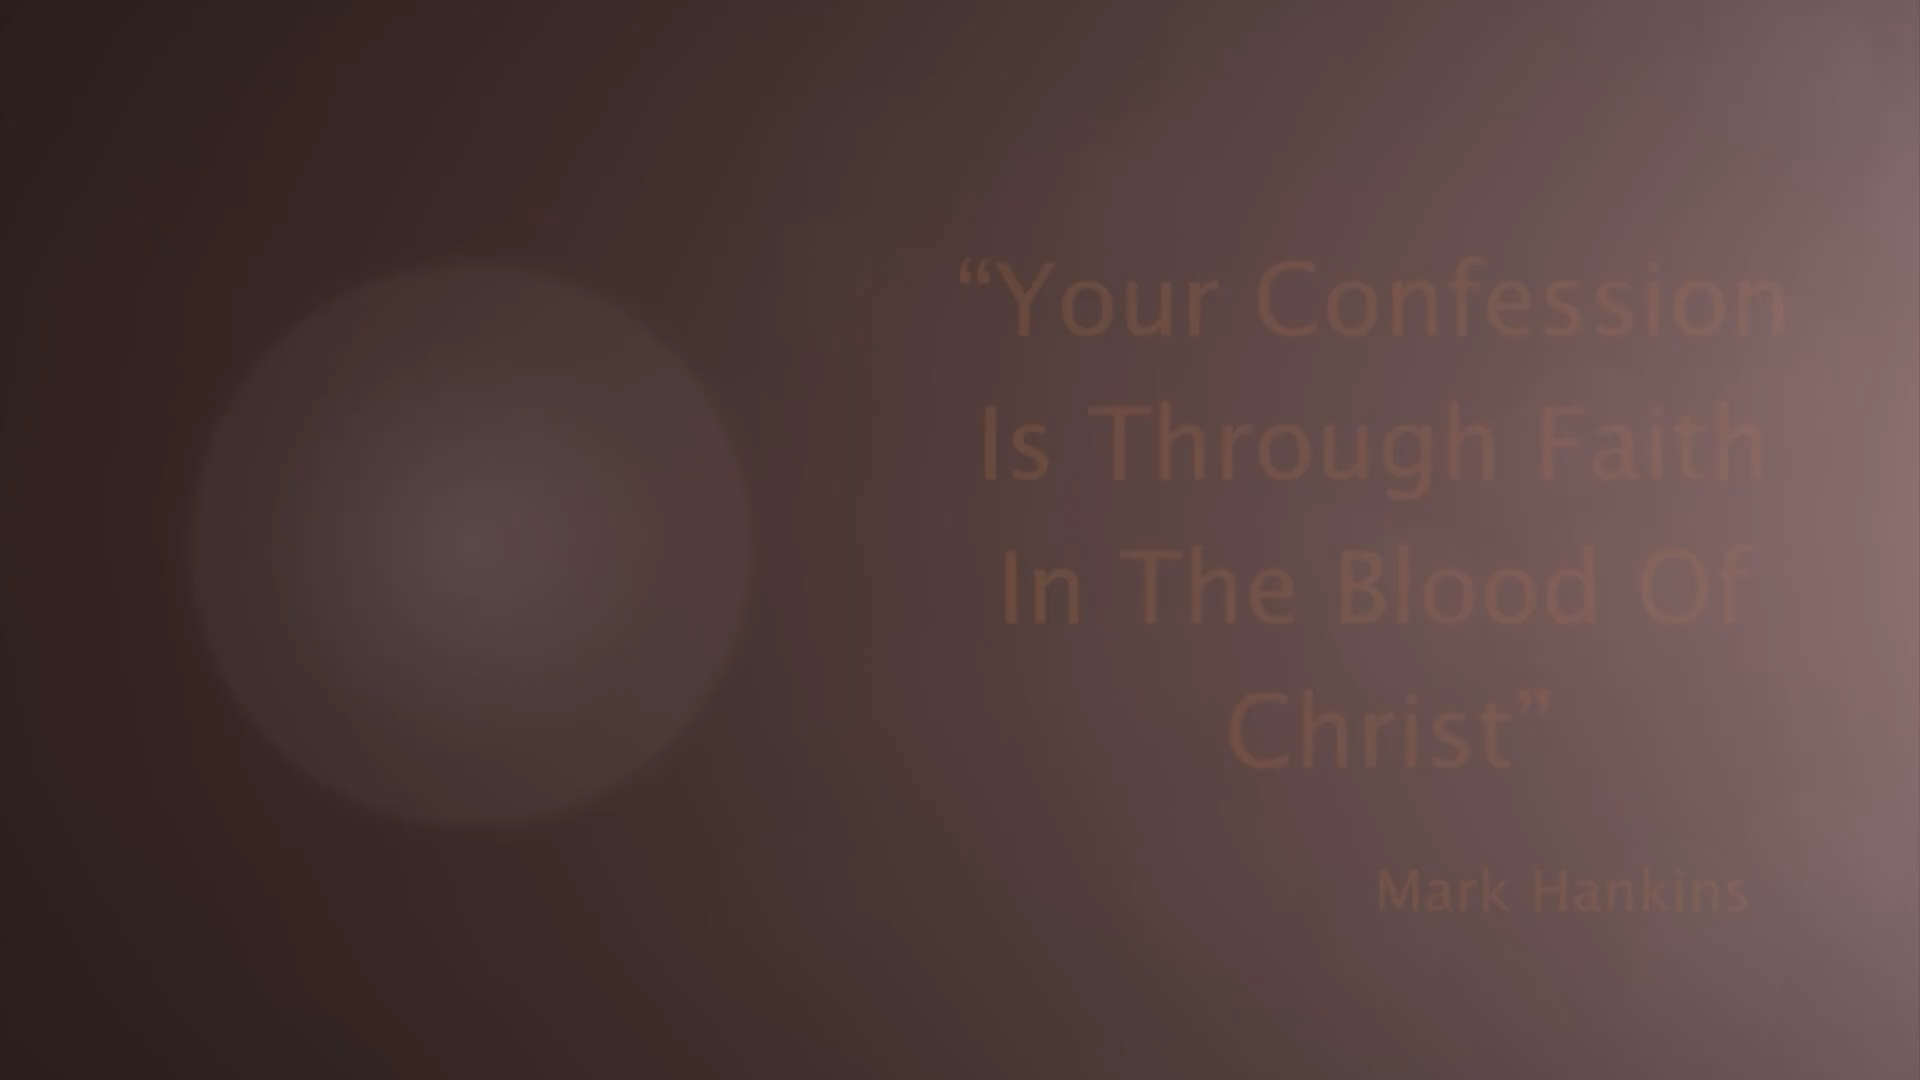 “Your Confession
Is Through Faith
In The Blood Of
Christ”
Mark Hankins